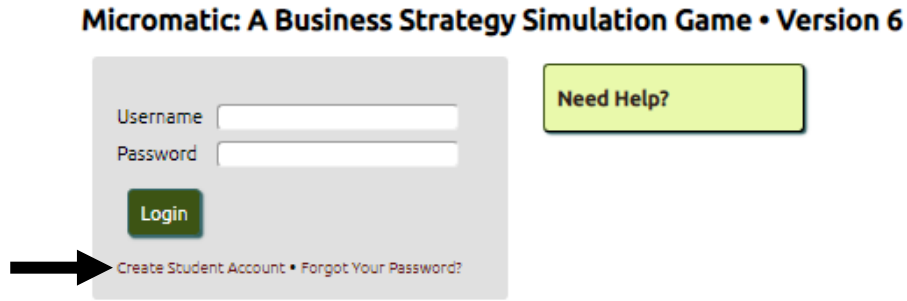 Micromatic: A Business Strategy Simulation Game • Version 6
Need Help?
Username
Password
Login
Create Student Account • Forgot Your Password?